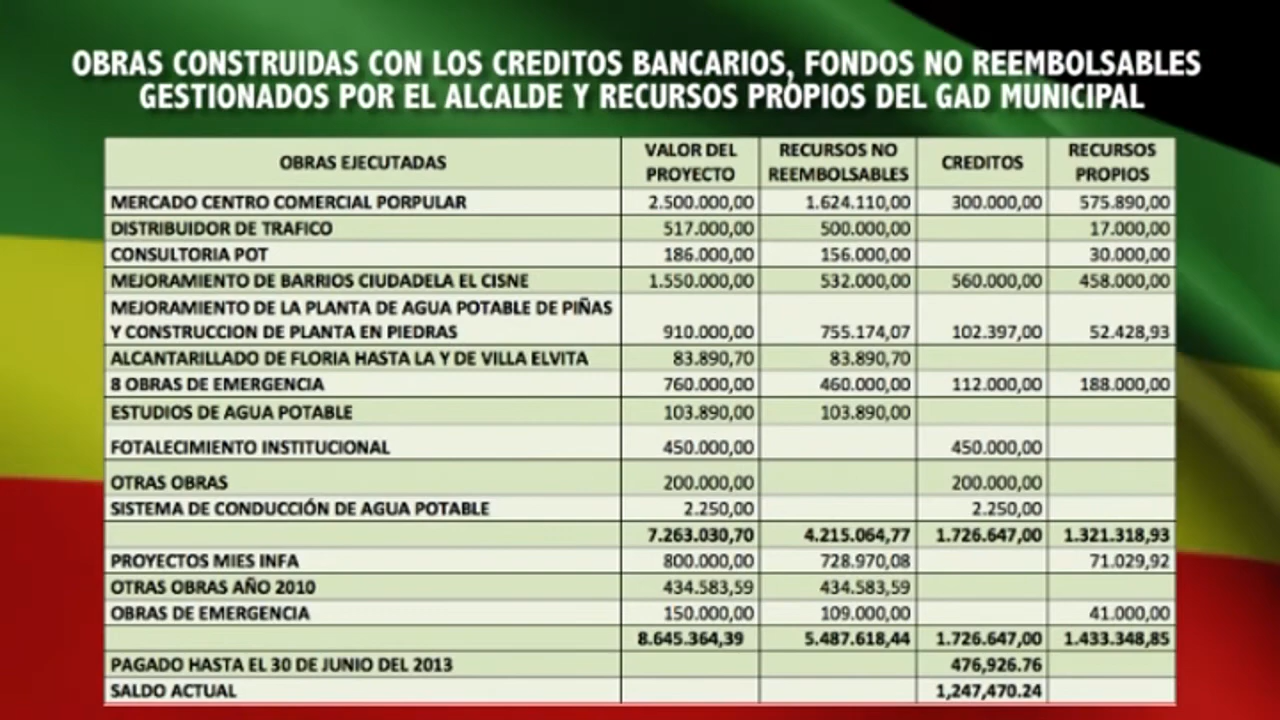 OBRAS CONSTRUIDAS CON LOS CREDITOS BANCARIOS, FONDOS NO REEMBOLSABLES
GESTIONADOS POR EL ALCALDE Y RECURSOS PROPIOS DEL GAD MUNICIPAL
OBRAS EJECUTADAS VALOR DEL PROYECTO RECURSOS NO REEMBOLSABLES CREDITOS RECURSOS PROPIOS
MERCADO CENTRO COMERCIAL PORPULAR 2.500.000,00 1.624.110,00 300.000,00 575.890,00
DISTRIBUIDOR DE TRAFICO 517.000,00 500.000,00 17.000,00
CONSULTORIA POT 186.000,00 156.000,00 30.000,00
MEJORAMIENTO DE BARRIOS CIUDADELA EL CISNE 1.550.000,00 532.000,00 560.000,00 458.000,00
MEJORAMIENTO DE LA PLANTA DE AGUA POTABLE DE PIÑAS
Y CONSTRUCCION DE PLANTA EN PIEDRAS 910.000,00 755.174,07 102.397,00 52.428,93
ALCANTARILLADO DE FLORIA HASTA LA Y DE VILLA ELVITA 83.890,70 83.890,70
8 OBRAS DE EMERGENCIA 760.000,00 460.000,00 112.000,00 188.000,00
ESTUDIOS DE AGUA POTABLE 103.890,00 103.890,00
FOTALECIMIENTO INSTITUCIONAL 450.000,00 450.000,00
OTRAS OBRAS 200.000,00 200.000,00
SISTEMA DE CONDUCCIÓN DE AGUA POTABLE 2.250,00 2.250,00
7.263.030,70 4.215.064,77 1.726.647,00 1.321.318,93
PROYECTOS MIES INFA 800.000,00 728.970,08 71.029,92
OTRAS OBRAS AÑO 2010 434.583,59 434.583,59
OBRAS DE EMERGENCIA 150.000,00 109.000,00 41.000,00
8.645.364,39 5.487.618,44 1.726.647,00 1.433.348,85
PAGADO HASTA EL 30 DE JUNIO DEL 2013 476,926.76
SALDO ACTUAL 1,247,470.24